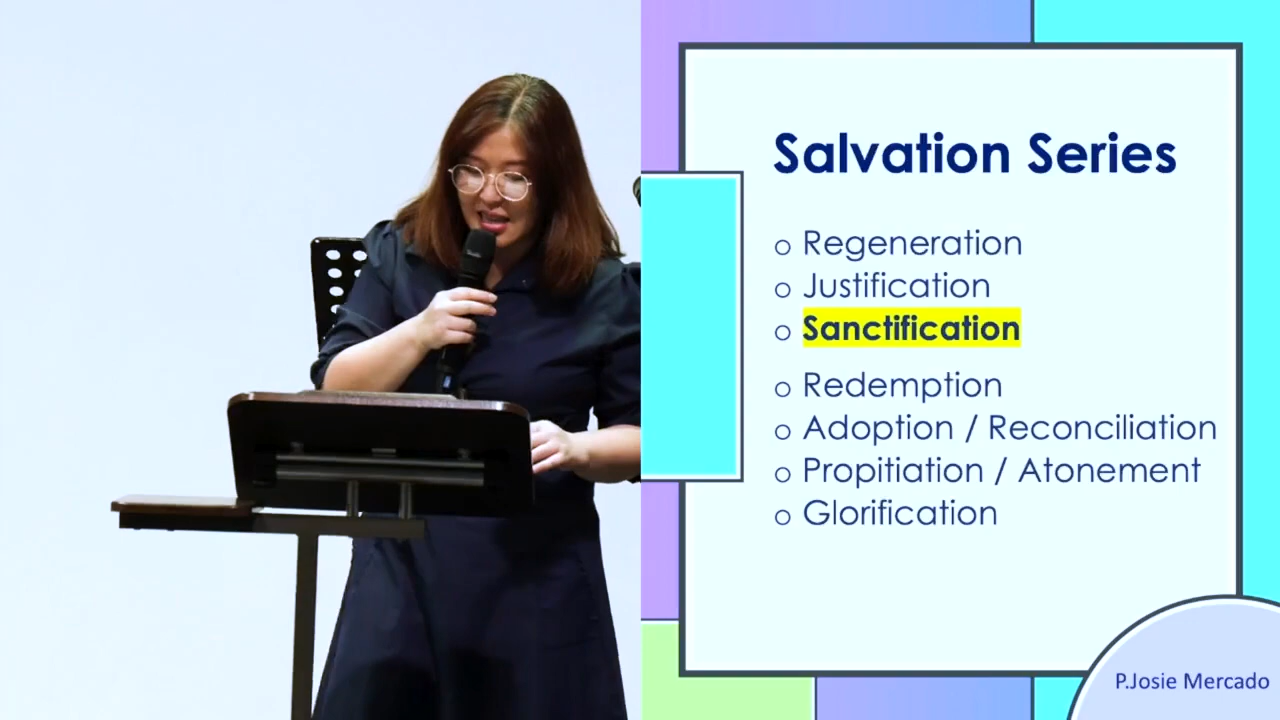 Salvation Series
o Regeneration
o Justification
o Sanctification
o Redemption
o Adoption / Reconciliation
o Propitiation / Atonement
o Glorification
P.Josie Mercado